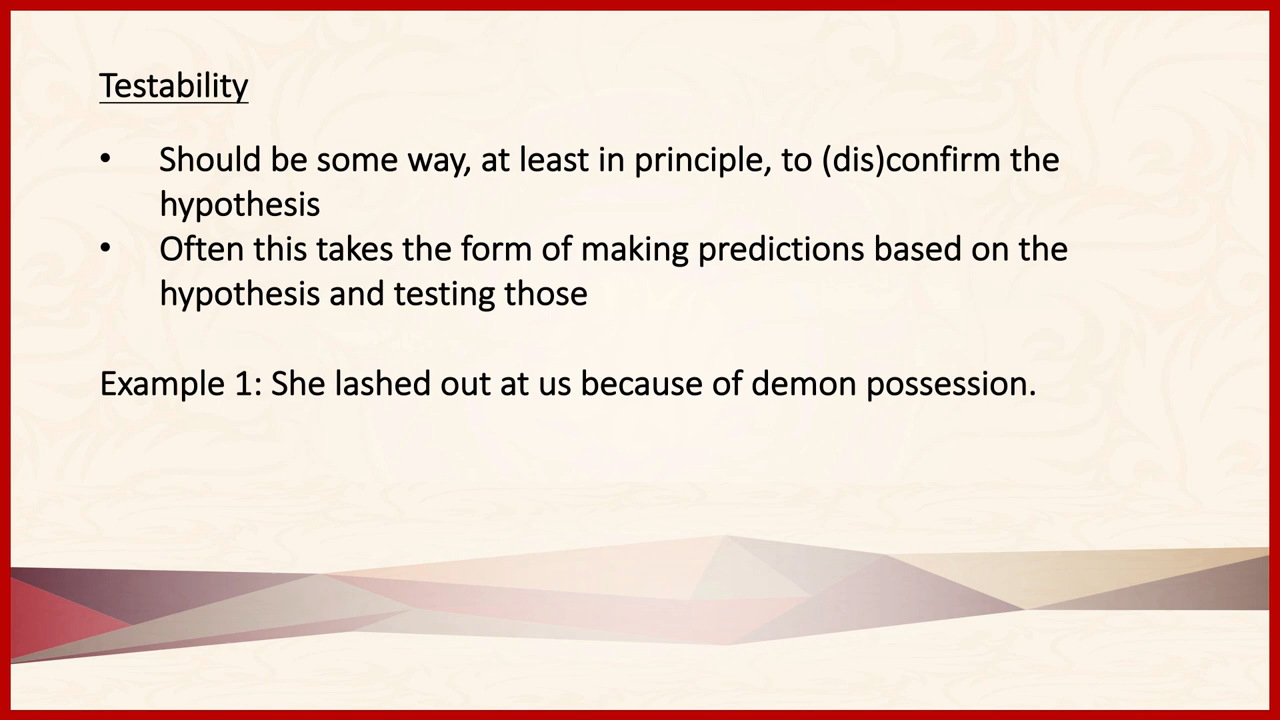 Testability
• Should be some way, at least in principle, to (dis)confirm the
hypothesis
• Often this takes the form of making predictions based on the
hypothesis and testing those
Example 1: She lashed out at us because of demon possession.